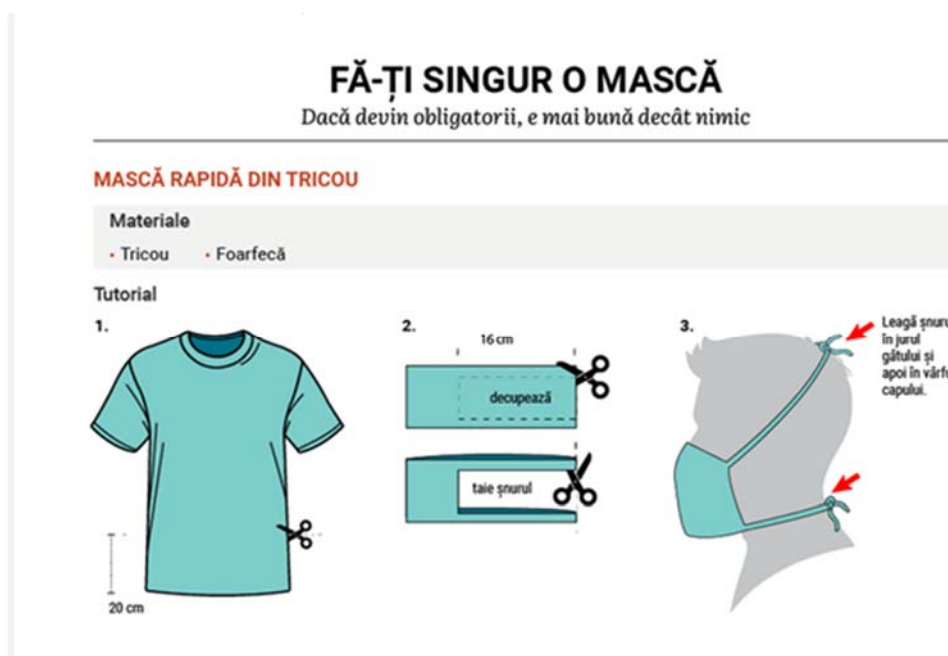 FĂ-ȚI SINGUR O MASCĂ
Dacă devin obligatorii, e mai bună decât nimic
MASCĂ RAPIDĂ DIN TRICOU
Materiale
• Tricou • Foarfecă
Tutorial
1.
20 cm
2.
16 cm
decupează
taie șnurul
3.
Leagă șnuru
în jurul
gâtului și
apoi în vârfu
capului.